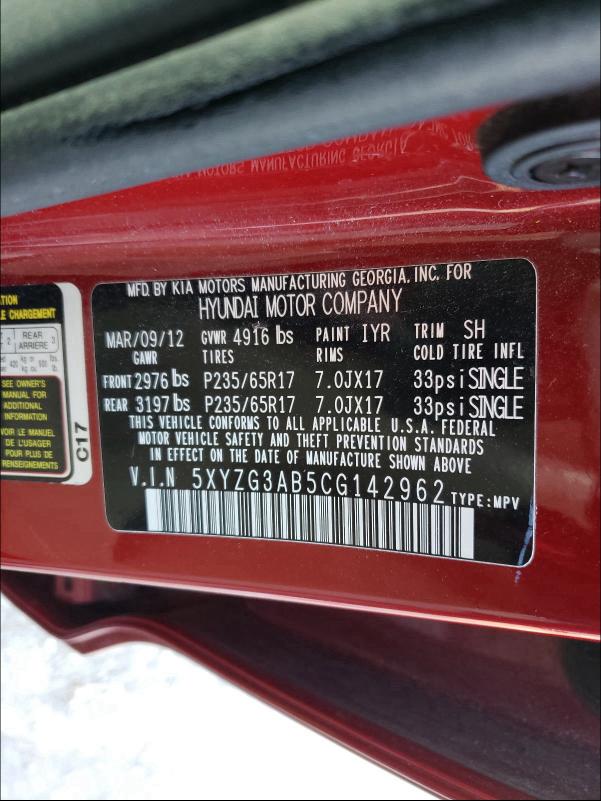 MFD. BY KIA MOTORS MANUFACTURING GEORGIA, INC. FOR
HYUNDAI MOTOR COMPANY
MAR/09/12 GVWR 4916 lbs PAINT IYR TRIM SH
GAWR TIRES RIMS COLD TIRE INFL
FRONT 2976 lbs P235/65R17 7.0JX17 33psi SINGLE
REAR 3197 lbs P235/65R17 7.0JX17 33psi SINGLE
THIS VEHICLE CONFORMS TO APPLICABLE U.S.A. FEDERAL
MOTOR VEHICLE SAFETY AND THEFT PREVENTION STANDARDS
IN EFFECT ON THE DATE OF MANUFACTURE SHOWN ABOVE
V.I.N 5XYZG3AB5CG142962 TYPE:MPV
CHARGEMENT
2 REAR 3
ARRIERE
SEE OWNER'S
MANUAL FOR
ADDITIONAL
INFORMATION
VOIR LE MANUEL
DE L'USAGER
POUR PLUS DE
RENSEIGNEMENTS
C17